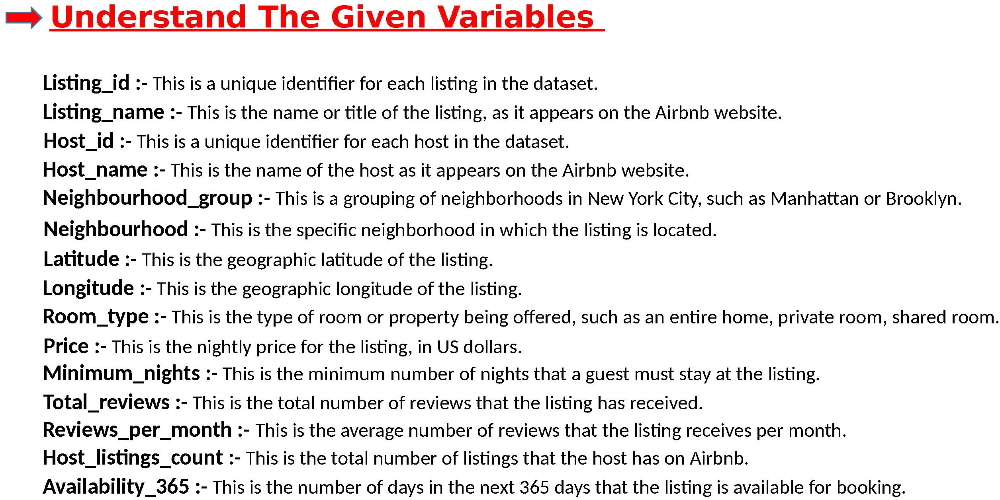 Understand The Given Variables
Listing_id :- This is a unique identifier for each listing in the dataset.
Listing_name :- This is the name or title of the listing, as it appears on the Airbnb website.
Host_id :- This is a unique identifier for each host in the dataset.
Host_name :- This is the name of the host as it appears on the Airbnb website.
Neighbourhood_group :- This is a grouping of neighborhoods in New York City, such as Manhattan or Brooklyn.
Neighbourhood :- This is the specific neighborhood in which the listing is located.
Latitude :- This is the geographic latitude of the listing.
Longitude :- This is the geographic longitude of the listing.
Room_type :- This is the type of room or property being offered, such as an entire home, private room, shared room.
Price :- This is the nightly price for the listing, in US dollars.
Minimum_nights :- This is the minimum number of nights that a guest must stay at the listing.
Total_reviews :- This is the total number of reviews that the listing has received.
Reviews_per_month :- This is the average number of reviews that the listing receives per month.
Host_listings_count :- This is the total number of listings that the host has on Airbnb.
Availability_365 :- This is the number of days in the next 365 days that the listing is available for booking.